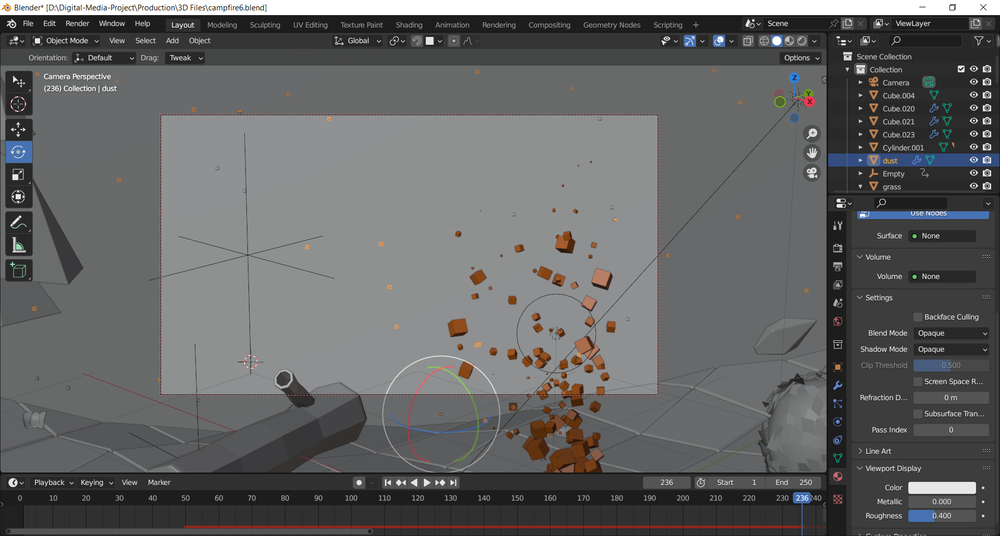 Blender* [D:\Digital-Media-Project\Production\3D Files\campfire6.blend]
File Edit Render Window Help Layout Modeling Sculpting UV Editing Texture Paint Shading Animation Rendering Compositing Geometry Nodes Scripting + Scene ViewLayer
Object Mode View Select Add Object Global
Orientation: Default Drag: Tweak Options
Camera Perspective
(236) Collection | dust
Z
Y
X
Scene Collection
Collection
Camera
Cube.004
Cube.020
Cube.021
Cube.023
Cylinder.001
dust
Empty
grass
Use Nodes
Surface None
Volume
Volume None
Settings
Backface Culling
Blend Mode Opaque
Shadow Mode Opaque
Clip Threshold 0.500
Screen Space R...
Refraction D... 0 m
Subsurface Tran...
Pass Index 0
Line Art
Viewport Display
Color
Metallic 0.000
Roughness 0.400
Playback Keying View Marker 236 Start 1 End 250
0 10 20 30 40 50 60 70 80 90 100 110 120 130 140 150 160 170 180 190 200 210 220 230 236 240